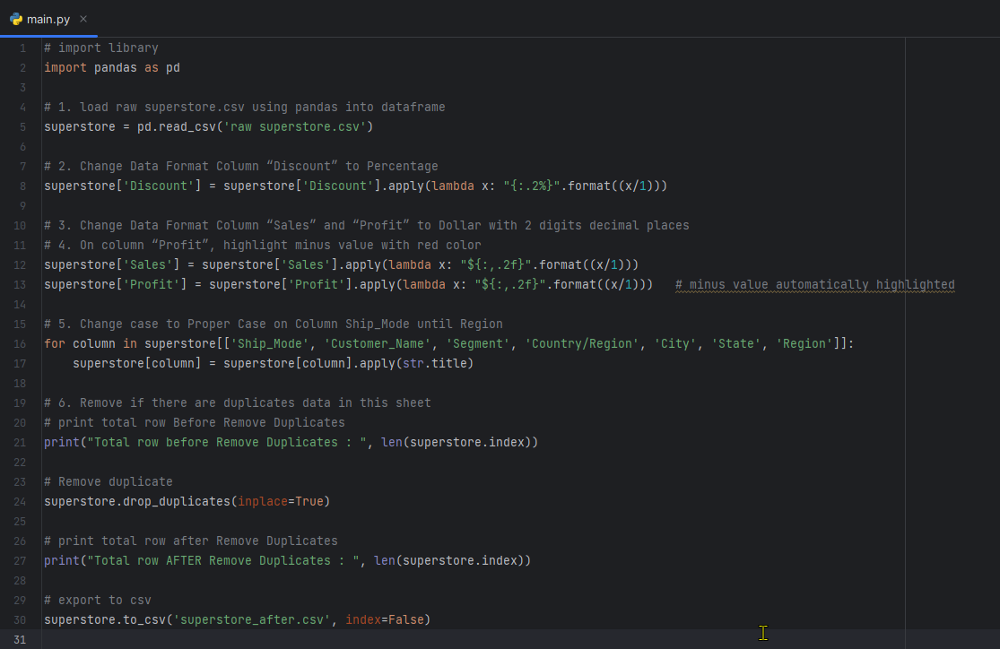 main.py
1 # import library
2 import pandas as pd
3
4 # 1. load raw superstore.csv using pandas into dataframe
5 superstore = pd.read_csv('raw superstore.csv')
6
7 # 2. Change Data Format Column “Discount” to Percentage
8 superstore['Discount'] = superstore['Discount'].apply(lambda x: "{:.2%}".format((x/1)))
9
10 # 3. Change Data Format Column “Sales” and “Profit” to Dollar with 2 digits decimal places
11 # 4. On column “Profit”, highlight minus value with red color
12 superstore['Sales'] = superstore['Sales'].apply(lambda x: "${:,.2f}".format((x/1)))
13 superstore['Profit'] = superstore['Profit'].apply(lambda x: "${:,.2f}".format((x/1)))   # minus value automatically highlighted
14
15 # 5. Change case to Proper Case on Column Ship_Mode until Region
16 for column in superstore[['Ship_Mode', 'Customer_Name', 'Segment', 'Country/Region', 'City', 'State', 'Region']]:
17     superstore[column] = superstore[column].apply(str.title)
18
19 # 6. Remove if there are duplicates data in this sheet
20 # print total row Before Remove Duplicates
21 print("Total row before Remove Duplicates : ", len(superstore.index))
22
23 # Remove duplicate
24 superstore.drop_duplicates(inplace=True)
25
26 # print total row after Remove Duplicates
27 print("Total row AFTER Remove Duplicates : ", len(superstore.index))
28
29 # export to csv
30 superstore.to_csv('superstore_after.csv', index=False)
31